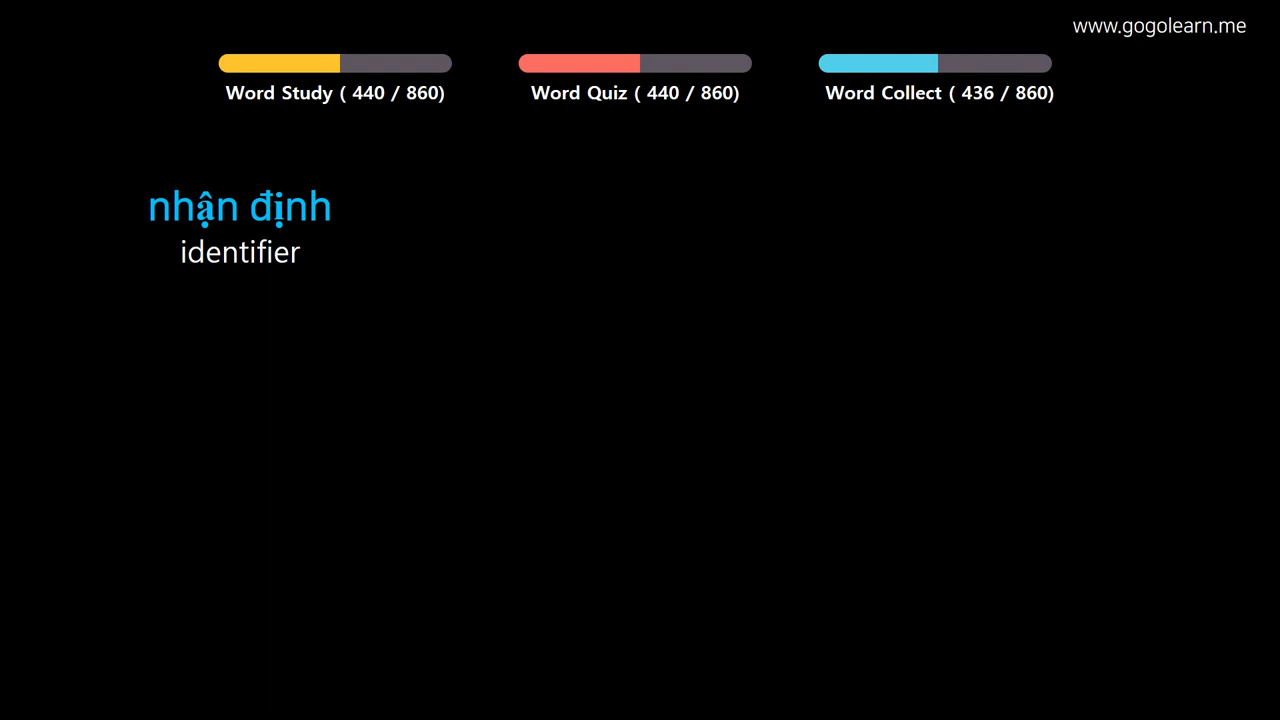 www.gogolearn.me
Word Study ( 440 / 860)
Word Quiz ( 440 / 860)
Word Collect ( 436 / 860)
nhận định
identifier